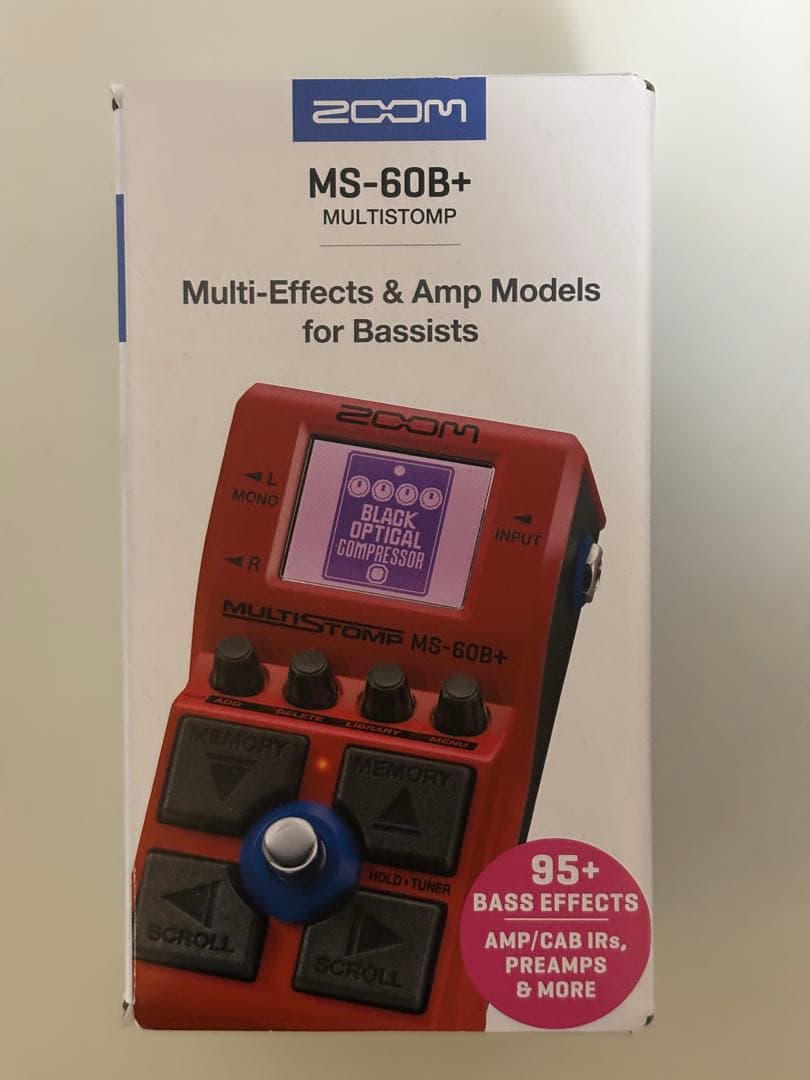 ZOOM
MS-60B+
MULTISTOMP
Multi-Effects & Amp Models
for Bassists
ZOOM
L
MONO
R
INPUT
BLACK
OPTICAL
COMPRESSOR
MULTISTOMP MS-60B+
ADD DELETE LIBRARY MENU
MEMORY
MEMORY
HOLD▸TUNER
SCROLL
SCROLL
95+
BASS EFFECTS
AMP/CAB IRs,
PREAMPS
& MORE